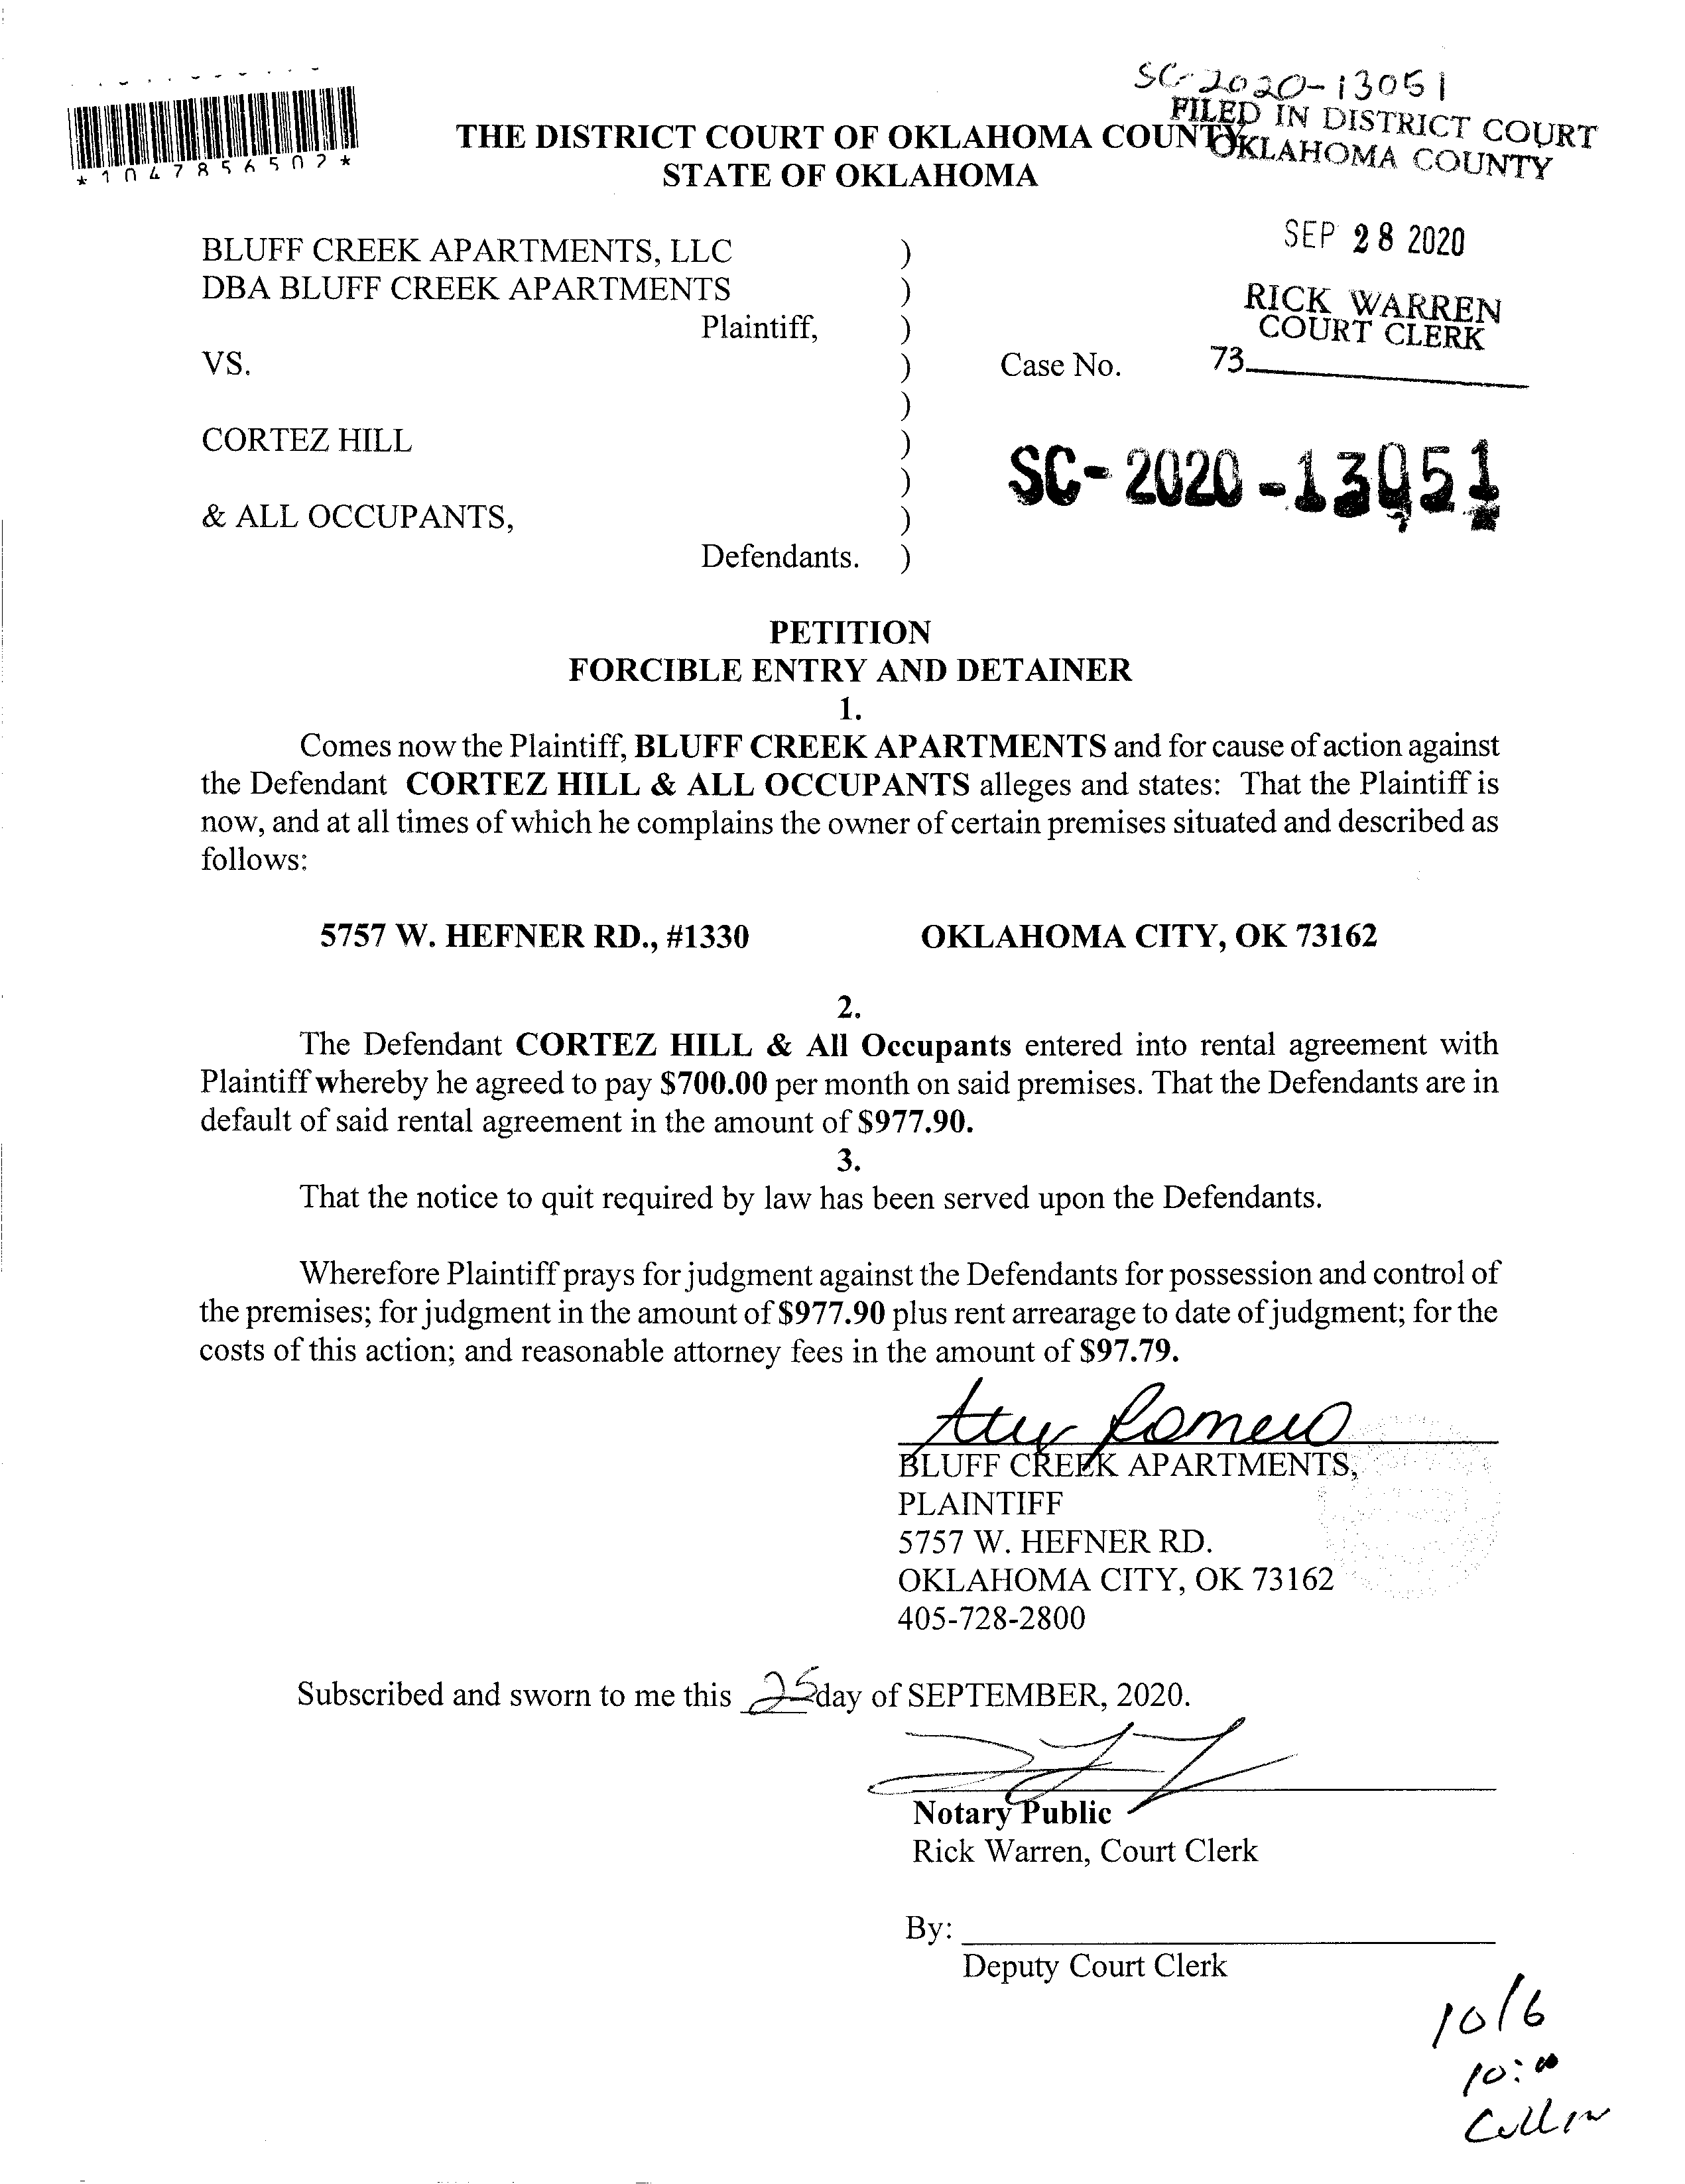 SC-2020-13051
FILED IN DISTRICT COURT
OKLAHOMA COUNTY
*1047856502*
THE DISTRICT COURT OF OKLAHOMA COUNTY
STATE OF OKLAHOMA
SEP 28 2020
RICK WARREN
COURT CLERK
73
BLUFF CREEK APARTMENTS, LLC )
DBA BLUFF CREEK APARTMENTS )
Plaintiff, )
VS. ) Case No.
)
CORTEZ HILL )
)
& ALL OCCUPANTS, )
Defendants. )
SC-2020-13051
PETITION
FORCIBLE ENTRY AND DETAINER
1.
Comes now the Plaintiff, BLUFF CREEK APARTMENTS and for cause of action against
the Defendant CORTEZ HILL & ALL OCCUPANTS alleges and states: That the Plaintiff is
now, and at all times of which he complains the owner of certain premises situated and described as
follows:
5757 W. HEFNER RD., #1330 OKLAHOMA CITY, OK 73162
2.
The Defendant CORTEZ HILL & All Occupants entered into rental agreement with
Plaintiff whereby he agreed to pay $700.00 per month on said premises. That the Defendants are in
default of said rental agreement in the amount of $977.90.
3.
That the notice to quit required by law has been served upon the Defendants.
Wherefore Plaintiff prays for judgment against the Defendants for possession and control of
the premises; for judgment in the amount of $977.90 plus rent arrearage to date of judgment; for the
costs of this action; and reasonable attorney fees in the amount of $97.79.
Romero
BLUFF CREEK APARTMENTS,
PLAINTIFF
5757 W. HEFNER RD.
OKLAHOMA CITY, OK 73162
405-728-2800
Subscribed and sworn to me this 25 day of SEPTEMBER, 2020.
Notary Public
Rick Warren, Court Clerk
By:
Deputy Court Clerk
10/6
10:00